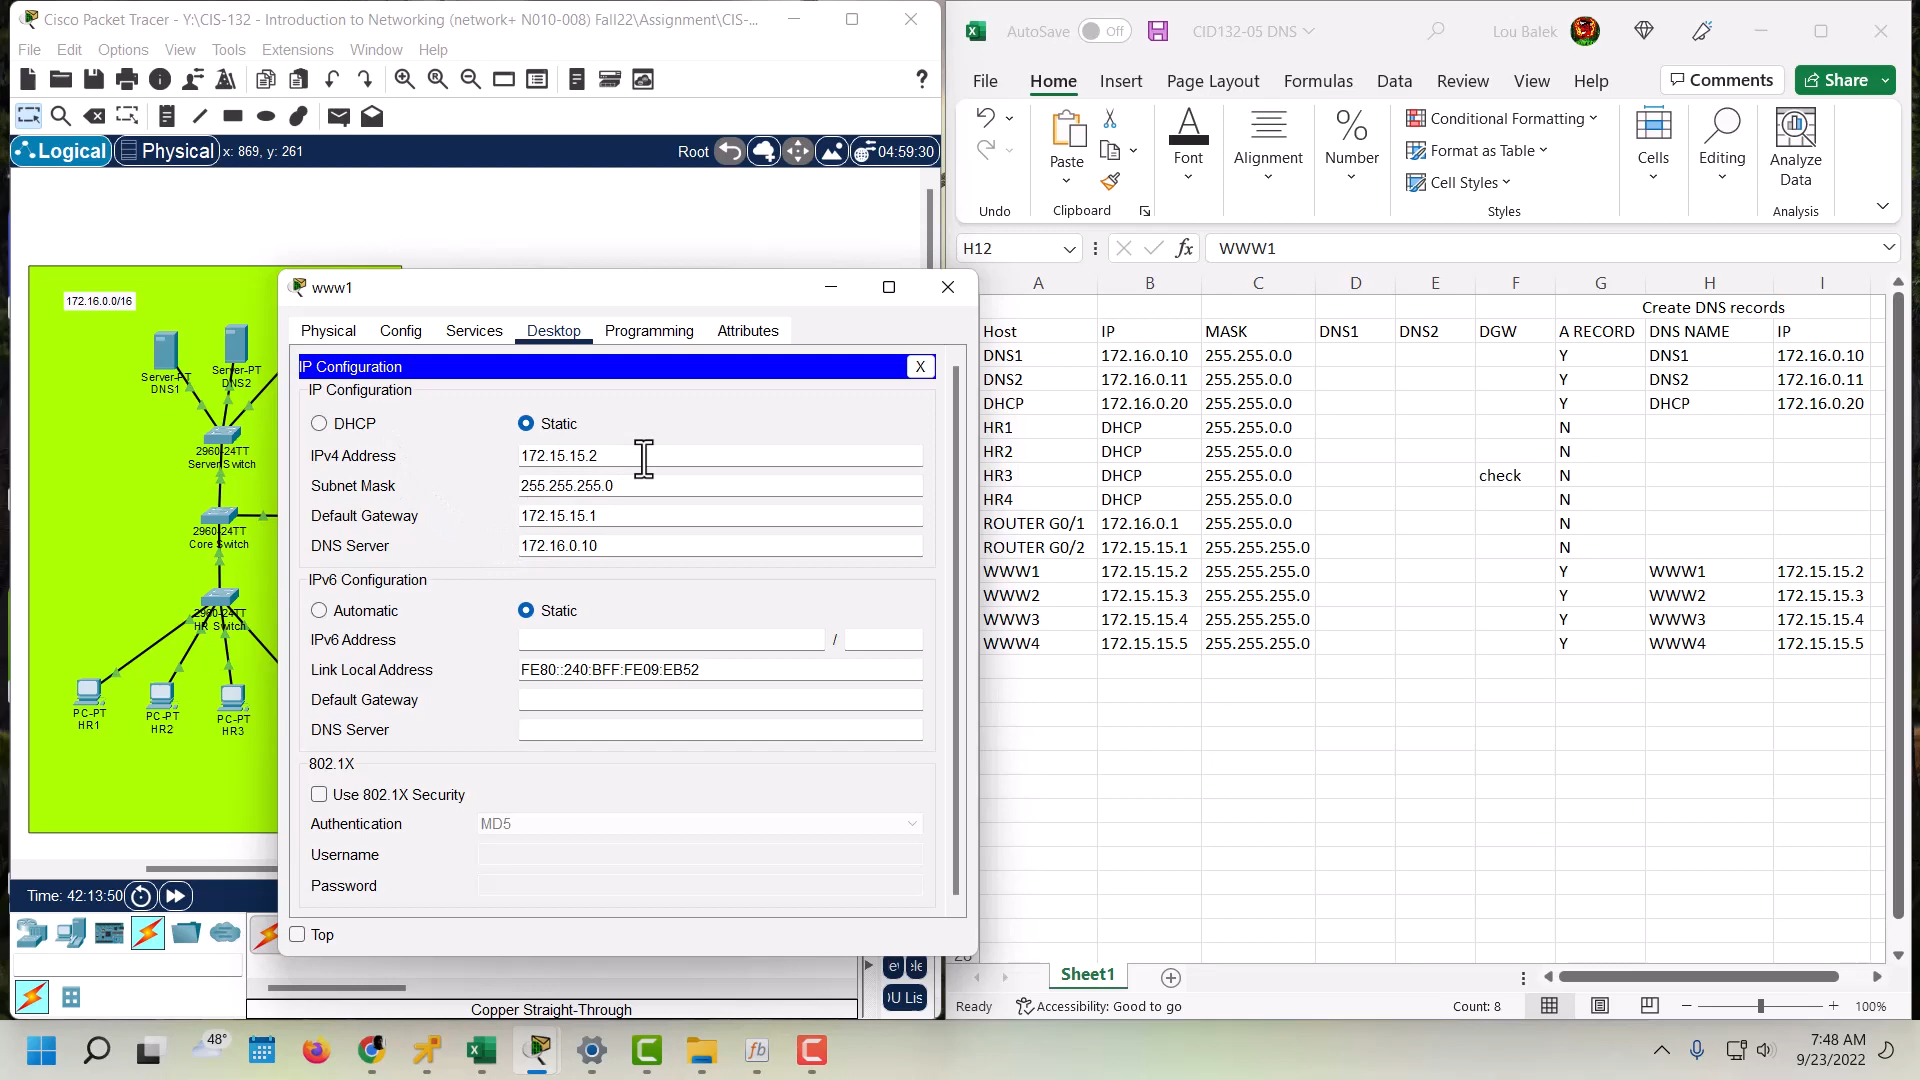 Cisco Packet Tracer - Y:\CIS-132 - Introduction to Networking (network+ N010-008) Fall22\Assignment\CIS-...
File Edit Options View Tools Extensions Window Help
Logical Physical x: 869, y: 261 Root 04:59:30
172.16.0.0/16
Server-PT
DNS1
Server-PT
DNS2
2960-24TT
Server Switch
2960-24TT
Core Switch
2960-24TT
HR Switch
PC-PT
HR1
PC-PT
HR2
PC-PT
HR3
Time: 42:13:50
Copper Straight-Through
www1
Physical Config Services Desktop Programming Attributes
IP Configuration X
IP Configuration
DHCP Static
IPv4 Address 172.15.15.2
Subnet Mask 255.255.255.0
Default Gateway 172.15.15.1
DNS Server 172.16.0.10
IPv6 Configuration
Automatic Static
IPv6 Address /
Link Local Address FE80::240:BFF:FE09:EB52
Default Gateway
DNS Server
802.1X
Use 802.1X Security
Authentication MD5
Username
Password
Top
AutoSave Off CID132-05 DNS Lou Balek
File Home Insert Page Layout Formulas Data Review View Help Comments Share
Paste Font Alignment Number Conditional Formatting Format as Table Cell Styles Cells Editing Analyze Data
Undo Clipboard Styles Analysis
H12 fx WWW1
A B C D E F G H I
Create DNS records
Host IP MASK DNS1 DNS2 DGW A RECORD DNS NAME IP
DNS1 172.16.0.10 255.255.0.0 Y DNS1 172.16.0.10
DNS2 172.16.0.11 255.255.0.0 Y DNS2 172.16.0.11
DHCP 172.16.0.20 255.255.0.0 Y DHCP 172.16.0.20
HR1 DHCP 255.255.0.0 N
HR2 DHCP 255.255.0.0 N
HR3 DHCP 255.255.0.0 check N
HR4 DHCP 255.255.0.0 N
ROUTER G0/1 172.16.0.1 255.255.0.0 N
ROUTER G0/2 172.15.15.1 255.255.255.0 N
WWW1 172.15.15.2 255.255.255.0 Y WWW1 172.15.15.2
WWW2 172.15.15.3 255.255.255.0 Y WWW2 172.15.15.3
WWW3 172.15.15.4 255.255.255.0 Y WWW3 172.15.15.4
WWW4 172.15.15.5 255.255.255.0 Y WWW4 172.15.15.5
Sheet1
Ready Accessibility: Good to go Count: 8 100%
48°
7:48 AM
9/23/2022